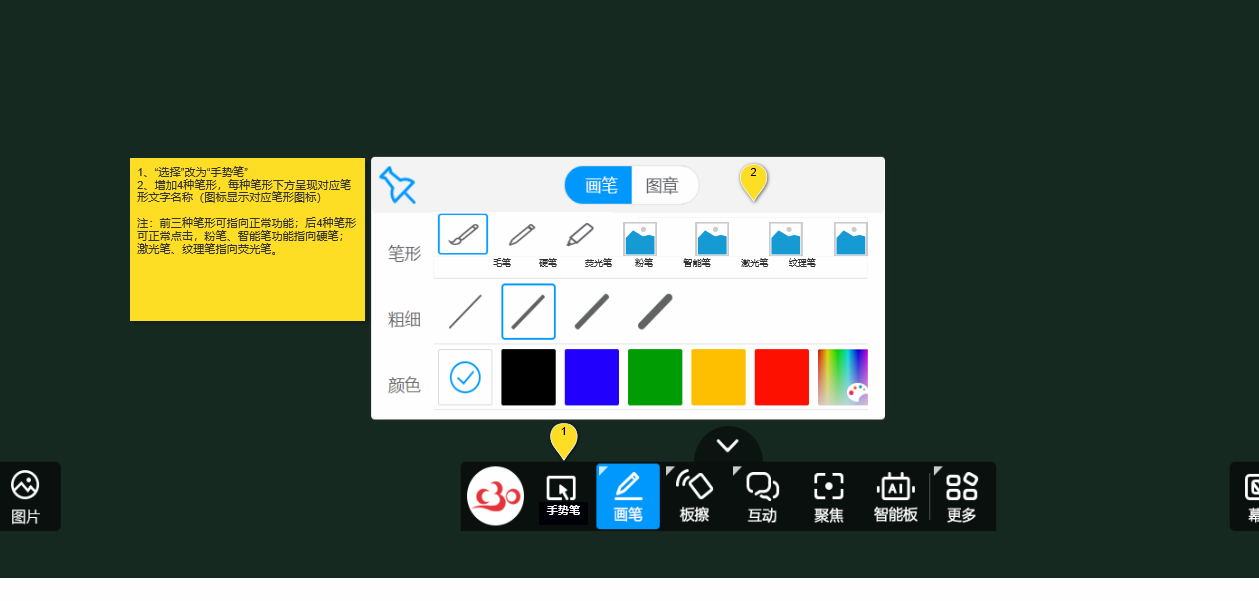 1、“选择”改为“手势笔”
2、增加4种笔形，每种笔形下方呈现对应笔
形文字名称（图标显示对应笔形图标）
注：前三种笔形可指向正常功能；后4种笔形
可正常点击，粉笔、智能笔功能指向硬笔；
激光笔、纹理笔指向荧光笔。
画笔 图章
2
笔形
毛笔 硬笔 荧光笔 粉笔 智能笔 激光笔 纹理笔
粗细
颜色
1
图片
c30
手势笔
画笔
板擦
互动
聚焦
AI
智能板
更多
幕